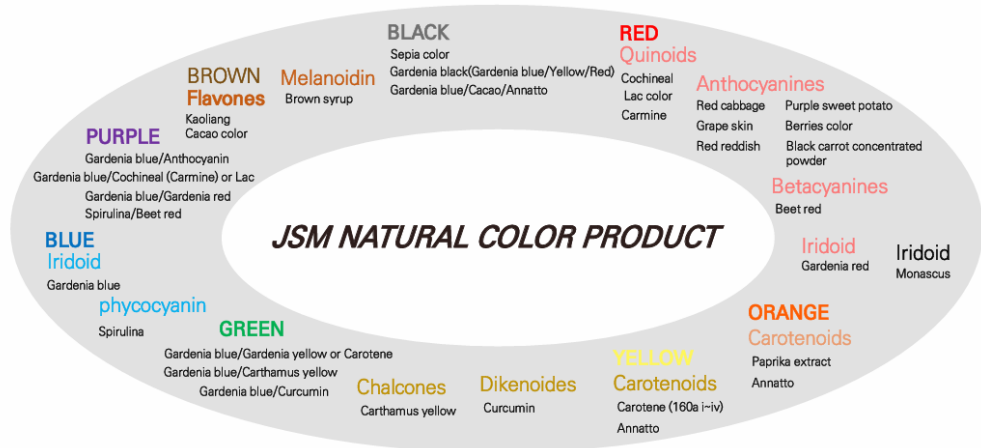 BLACK
Sepia color
Gardenia black(Gardenia blue/Yellow/Red)
Gardenia blue/Cacao/Annatto
RED
Quinoids
Cochineal
Lac color
Carmine
Anthocyanines
Red cabbage
Purple sweet potato
Grape skin
Berries color
Red reddish
Black carrot concentrated
powder
Betacyanines
Beet red
Iridoid
Gardenia red
Iridoid
Monascus
ORANGE
Carotenoids
Paprika extract
Annatto
YELLOW
Carotenoids
Carotene (160a i~iv)
Annatto
Dikenoides
Curcumin
Chalcones
Carthamus yellow
GREEN
Gardenia blue/Gardenia yellow or Carotene
Gardenia blue/Carthamus yellow
Gardenia blue/Curcumin
BLUE
Iridoid
Gardenia blue
phycocyanin
Spirulina
PURPLE
Gardenia blue/Anthocyanin
Gardenia blue/Cochineal (Carmine) or Lac
Gardenia blue/Gardenia red
Spirulina/Beet red
BROWN
Flavones
Kaoliang
Cacao color
Melanoidin
Brown syrup
JSM NATURAL COLOR PRODUCT